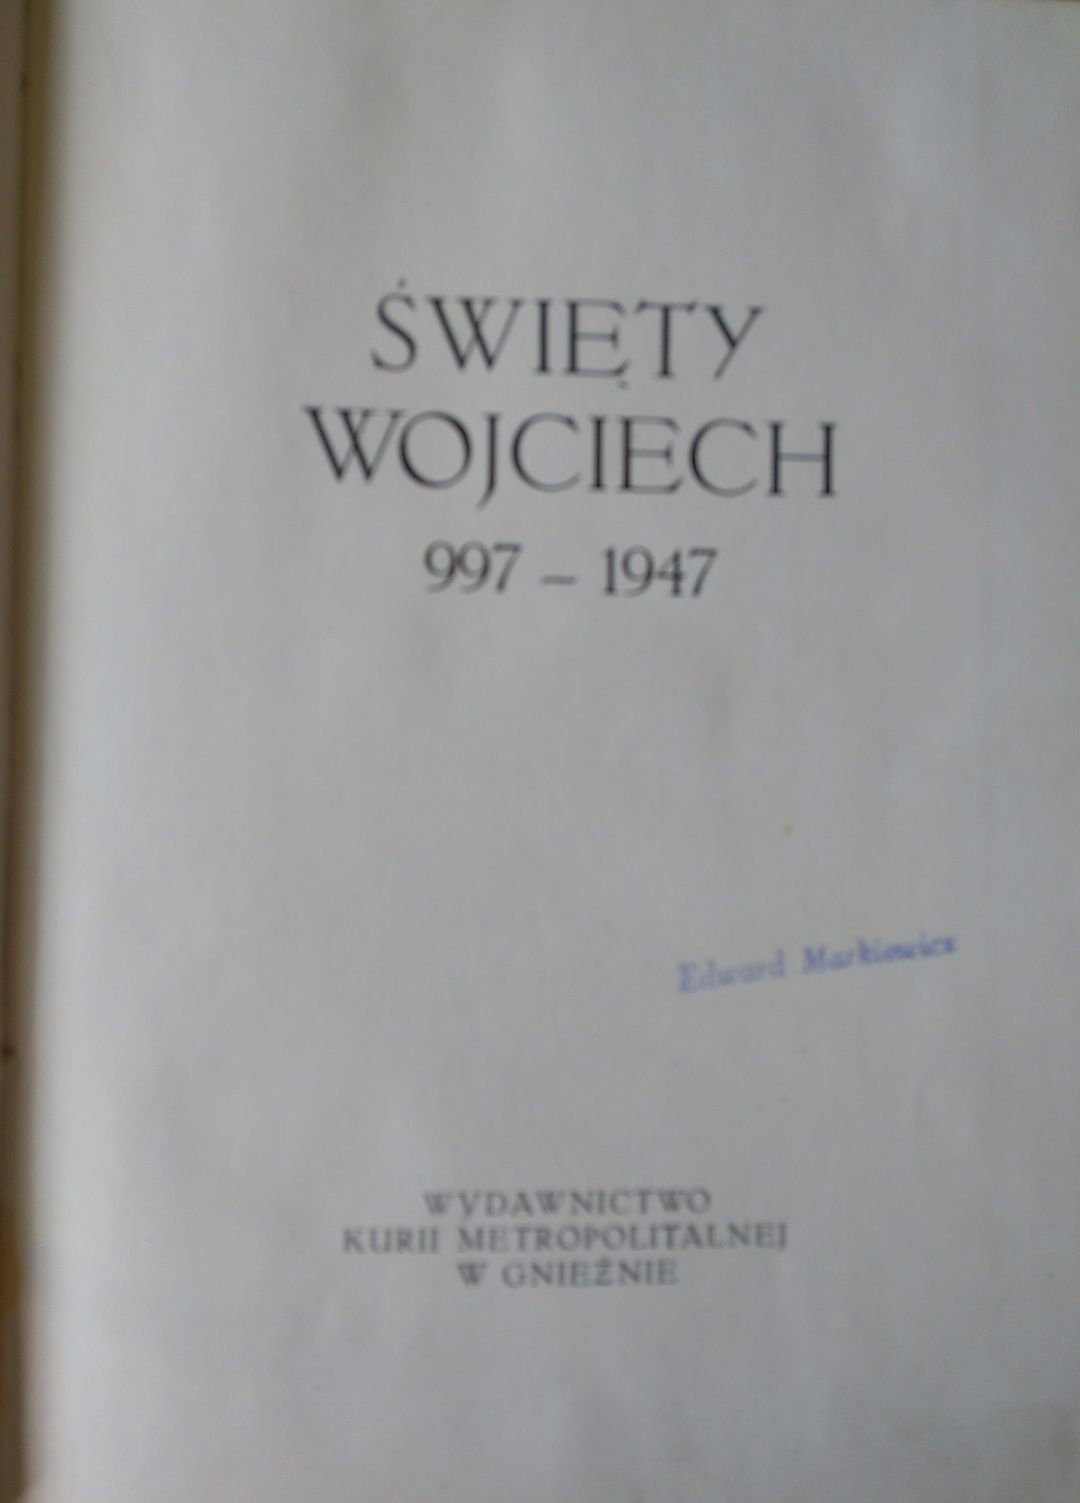 ŚWIĘTY
WOJCIECH
997 – 1947
Edward Markiewicz
WYDAWNICTWO
KURII METROPOLITALNEJ
W GNIEŹNIE